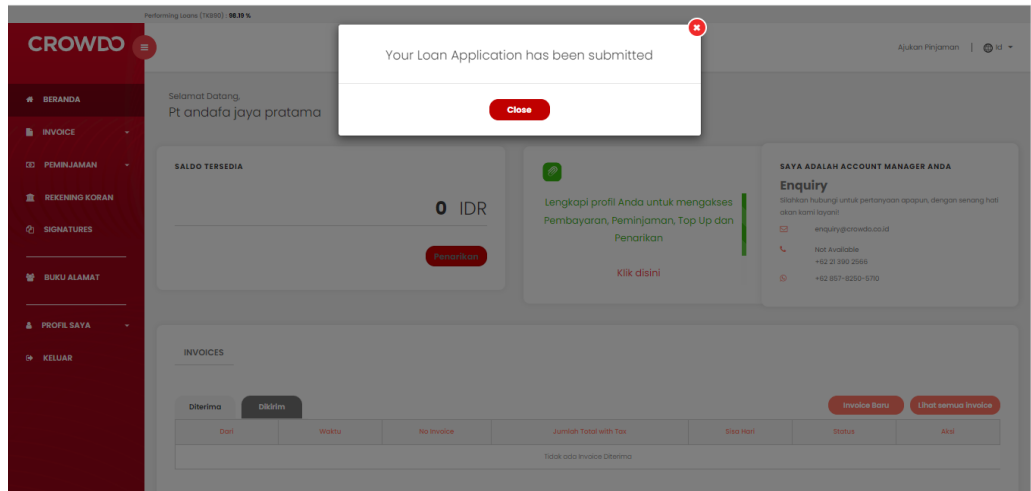 Performing Loans (TKB90) : 98.19 %
CROWDO
Your Loan Application has been submitted
Close
Ajukan Pinjaman
Id
BERANDA
INVOICE
PEMINJAMAN
REKENING KORAN
SIGNATURES
BUKU ALAMAT
PROFIL SAYA
KELUAR
Selamat Datang,
Pt andafa jaya pratama
SALDO TERSEDIA
0 IDR
Penarikan
Lengkapi profil Anda untuk mengakses
Pembayaran, Peminjaman, Top Up dan
Penarikan
Klik disini
SAYA ADALAH ACCOUNT MANAGER ANDA
Enquiry
Silahkan hubungi untuk pertanyaan apapun, dengan senang hati
akan kami layani!
enquiry@crowdo.co.id
Not Available
+62 21 390 2566
+62 857-8250-5710
INVOICES
Diterima
Dikirim
Invoice Baru
Lihat semua Invoice
Dari
Waktu
No Invoice
Jumlah Total with Tax
Sisa Hari
Status
Aksi
Tidak ada Invoice Diterima